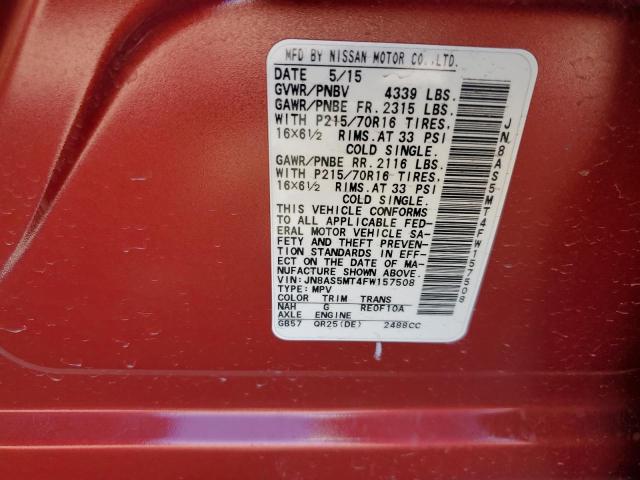 MFD BY NISSAN MOTOR CO.,LTD.
DATE 5/15
GVWR/PNBV 4339 LBS.
GAWR/PNBE FR. 2315 LBS.
WITH P215/70R16 TIRES.
16X6½ RIMS.AT 33 PSI
COLD SINGLE.
GAWR/PNBE RR. 2116 LBS.
WITH P215/70R16 TIRES.
16X6½ RIMS.AT 33 PSI
COLD SINGLE.
THIS VEHICLE CONFORMS
TO ALL APPLICABLE FED-
ERAL MOTOR VEHICLE SA-
FETY AND THEFT PREVEN-
TION STANDARDS IN EFF-
ECT ON THE DATE OF MA-
NUFACTURE SHOWN ABOVE.
VIN:JN8AS5MT4FW157508
TYPE: MPV
COLOR TRIM TRANS
NAH G RE0F10A
AXLE ENGINE
GB57 QR25(DE) 2488CC
JN8AS5MT4FW157508